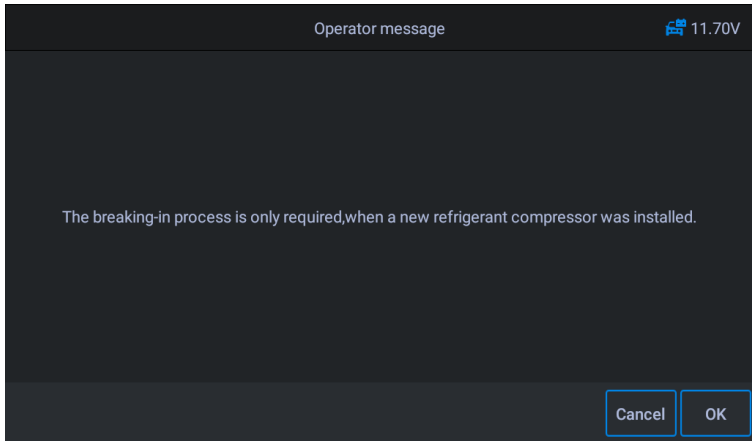 Operator message
11.70V
The breaking-in process is only required,when a new refrigerant compressor was installed.
Cancel
OK